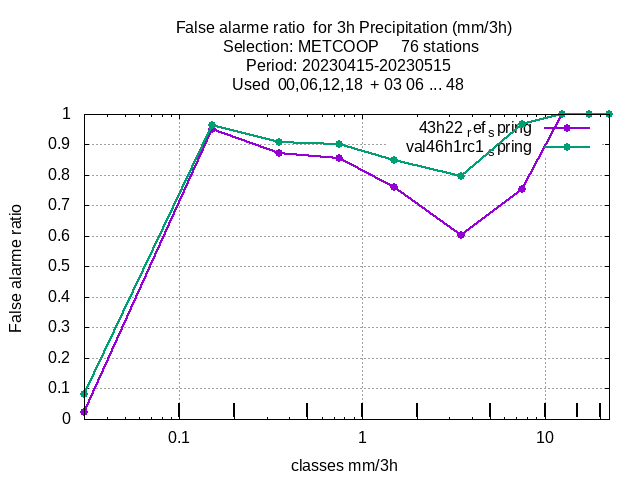 False alarme ratio  for 3h Precipitation (mm/3h)
Selection: METCOOP     76 stations
Period: 20230415-20230515
Used  00,06,12,18  + 03 06 ... 48
43h22 ref spring
val46h1rc1 spring
1
0.9
0.8
0.7
0.6
0.5
0.4
0.3
0.2
0.1
0
False alarme ratio
0.1 1 10
classes mm/3h